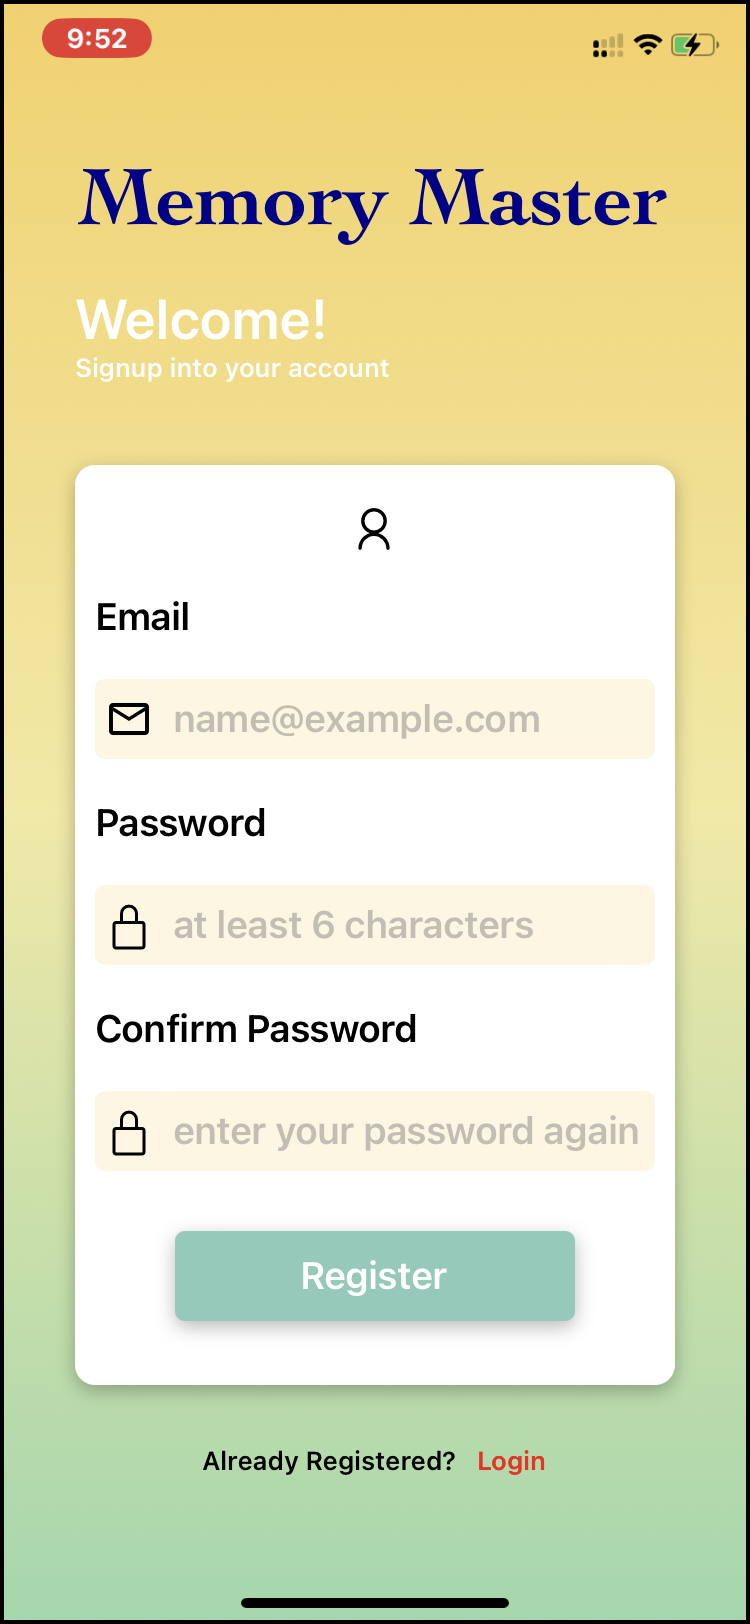 9:52
Memory Master
Welcome!
Signup into your account
Email
name@example.com
Password
at least 6 characters
Confirm Password
enter your password again
Register
Already Registered? Login